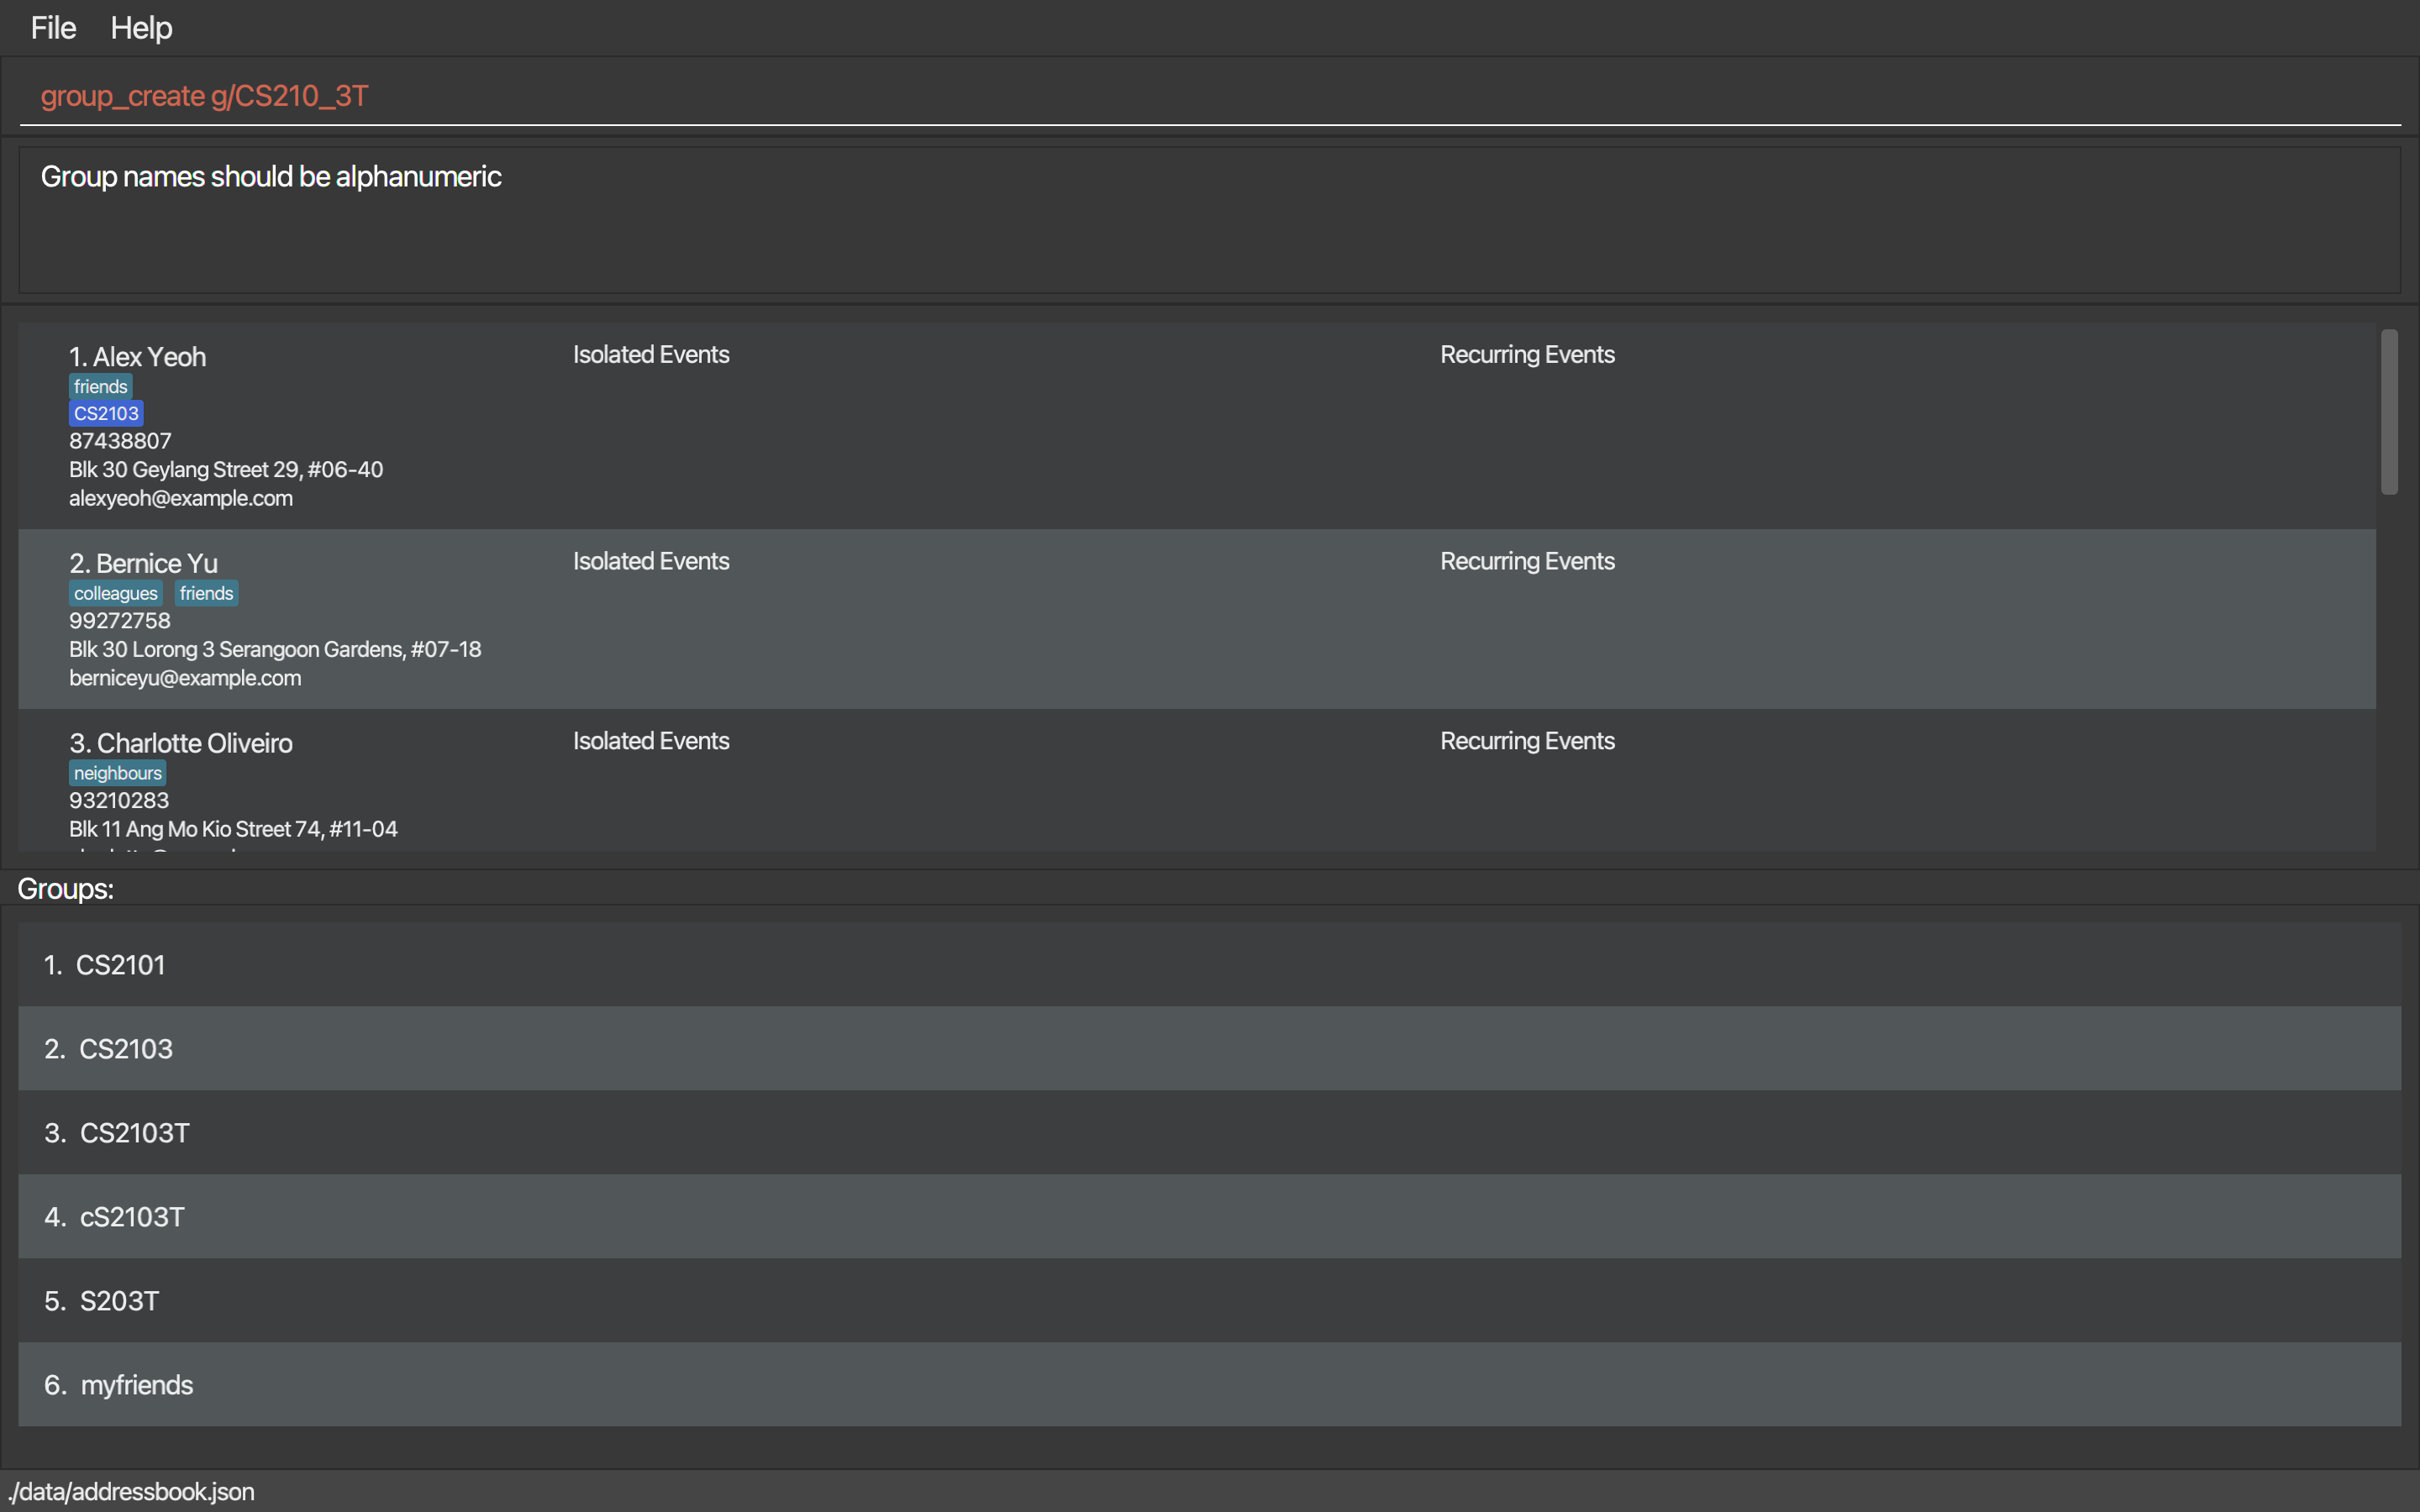 File Help
group_create g/CS210_3T
Group names should be alphanumeric
1. Alex Yeoh Isolated Events Recurring Events
friends
CS2103
87438807
Blk 30 Geylang Street 29, #06-40
alexyeoh@example.com
2. Bernice Yu Isolated Events Recurring Events
colleagues friends
99272758
Blk 30 Lorong 3 Serangoon Gardens, #07-18
berniceyu@example.com
3. Charlotte Oliveiro Isolated Events Recurring Events
neighbours
93210283
Blk 11 Ang Mo Kio Street 74, #11-04
Groups:
1. CS2101
2. CS2103
3. CS2103T
4. cS2103T
5. S203T
6. myfriends
./data/addressbook.json